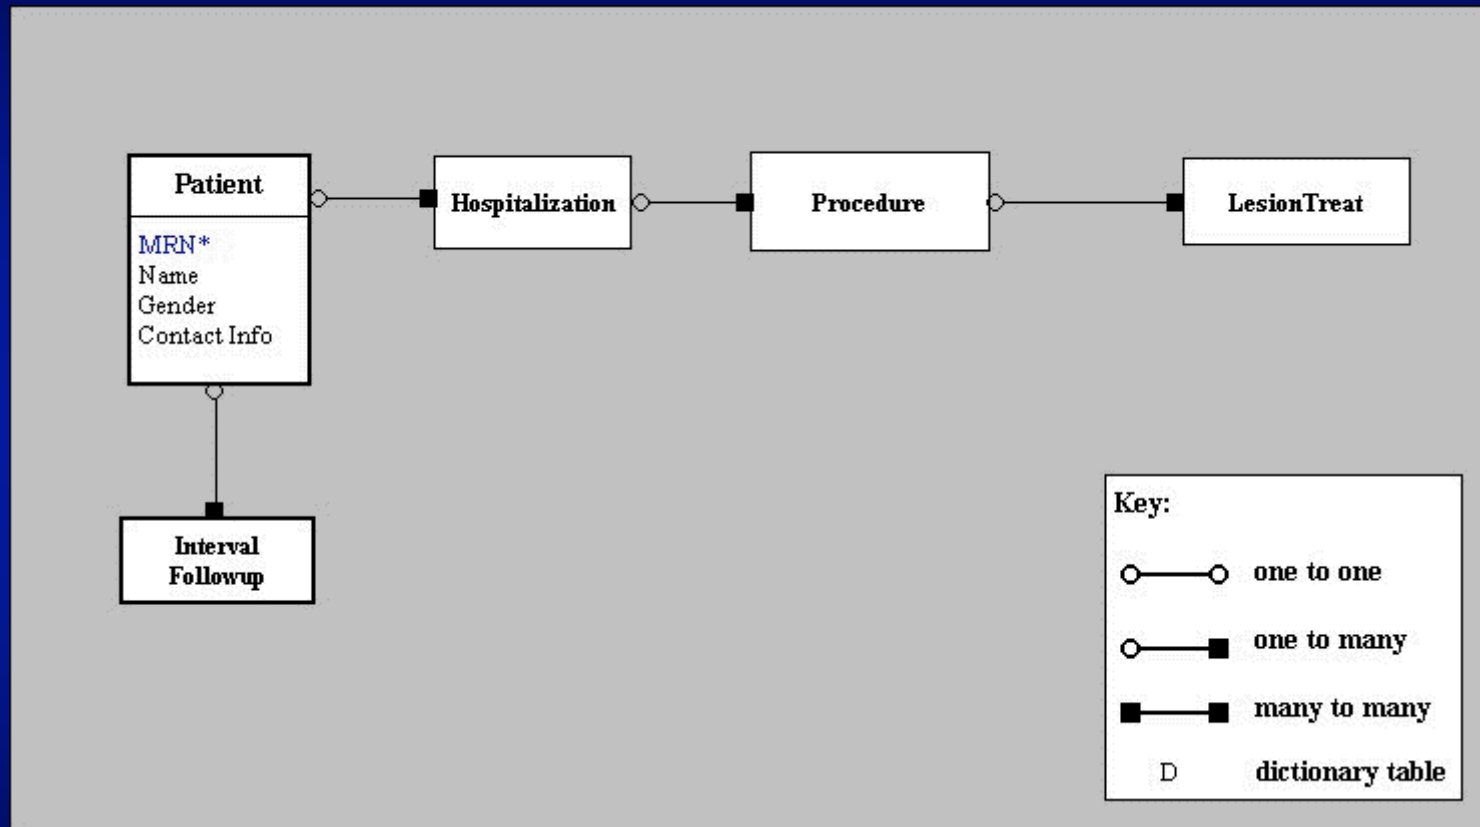 Patient
MRN*
Name
Gender
Contact Info
Hospitalization
Procedure
LesionTreat
Interval
Followup
Key:
one to one
one to many
many to many
D dictionary table